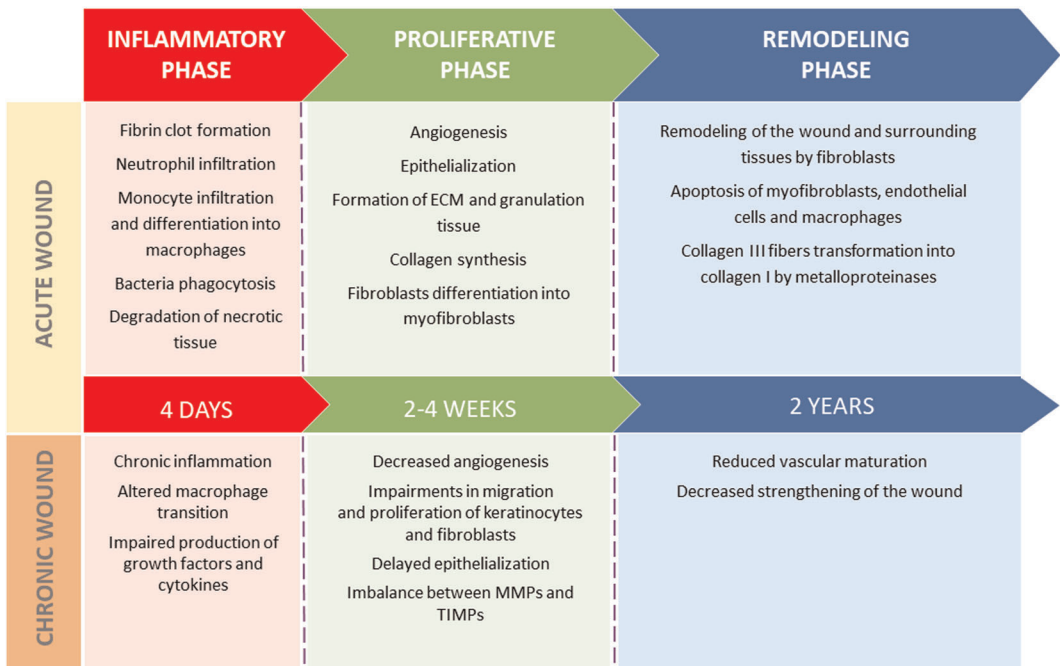 INFLAMMATORY
PHASE
PROLIFERATIVE
PHASE
REMODELING
PHASE
ACUTE WOUND
Fibrin clot formation
Neutrophil infiltration
Monocyte infiltration
and differentiation into
macrophages
Bacteria phagocytosis
Degradation of necrotic
tissue
Angiogenesis
Epithelialization
Formation of ECM and granulation
tissue
Collagen synthesis
Fibroblasts differentiation into
myofibroblasts
Remodeling of the wound and surrounding
tissues by fibroblasts
Apoptosis of myofibroblasts, endothelial
cells and macrophages
Collagen III fibers transformation into
collagen I by metalloproteinases
4 DAYS
2-4 WEEKS
2 YEARS
CHRONIC WOUND
Chronic inflammation
Altered macrophage
transition
Impaired production of
growth factors and
cytokines
Decreased angiogenesis
Impairments in migration
and proliferation of keratinocytes
and fibroblasts
Delayed epithelialization
Imbalance between MMPs and
TIMPs
Reduced vascular maturation
Decreased strengthening of the wound